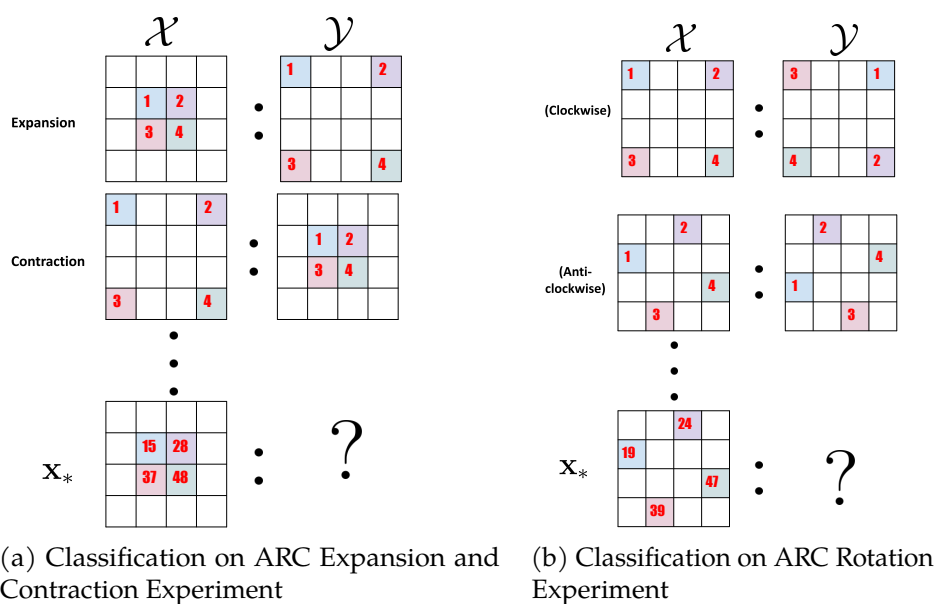 𝒳 𝒴
Expansion
1 2
3 4
:
1 2
3 4
Contraction
1 2
3 4
:
1 2
3 4
x* 
15 28
37 48
:
?
(a) Classification on ARC Expansion and
Contraction Experiment
𝒳 𝒴
(Clockwise)
1 2
3 4
:
3 1
4 2
(Anti-
clockwise)
2
1
4
3
:
2
4
1
3
x*
24
19
47
39
:
?
(b) Classification on ARC Rotation
Experiment